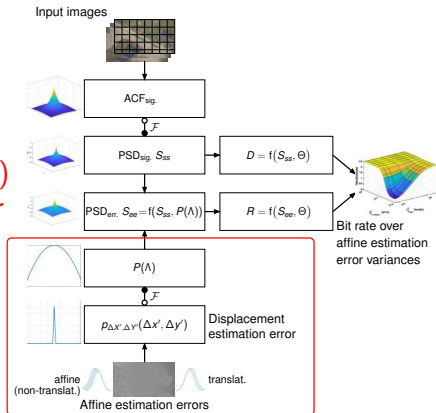 Input images
ACF_sig.
ℱ
PSD_sig. S_ss
D = f(S_ss, Θ)
)
r
PSD_err. S_ee = f(S_ss, P(Λ))
R = f(S_ee, Θ)
Bit rate over
affine estimation
error variances
P(Λ)
ℱ
p_ΔX′,ΔY′(Δx′, Δy′)
Displacement
estimation error
affine
(non-translat.)
translat.
Affine estimation errors